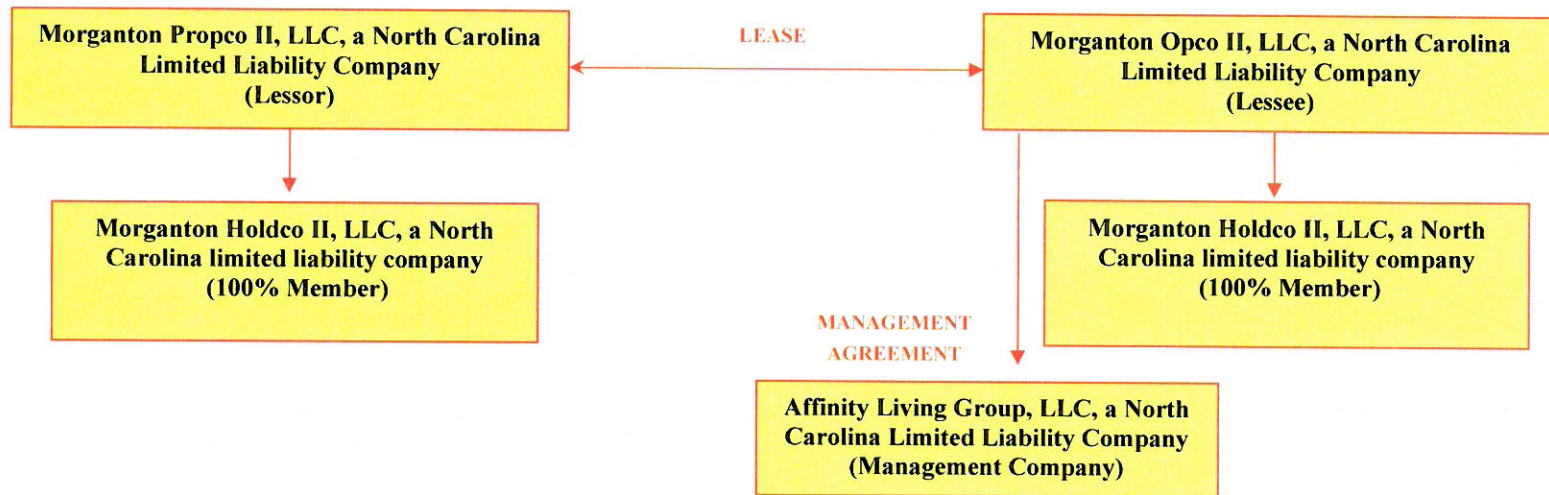 Morganton Propco II, LLC, a North Carolina
Limited Liability Company
(Lessor)
LEASE
Morganton Opco II, LLC, a North Carolina
Limited Liability Company
(Lessee)
Morganton Holdco II, LLC, a North
Carolina limited liability company
(100% Member)
Morganton Holdco II, LLC, a North
Carolina limited liability company
(100% Member)
MANAGEMENT
AGREEMENT
Affinity Living Group, LLC, a North
Carolina Limited Liability Company
(Management Company)